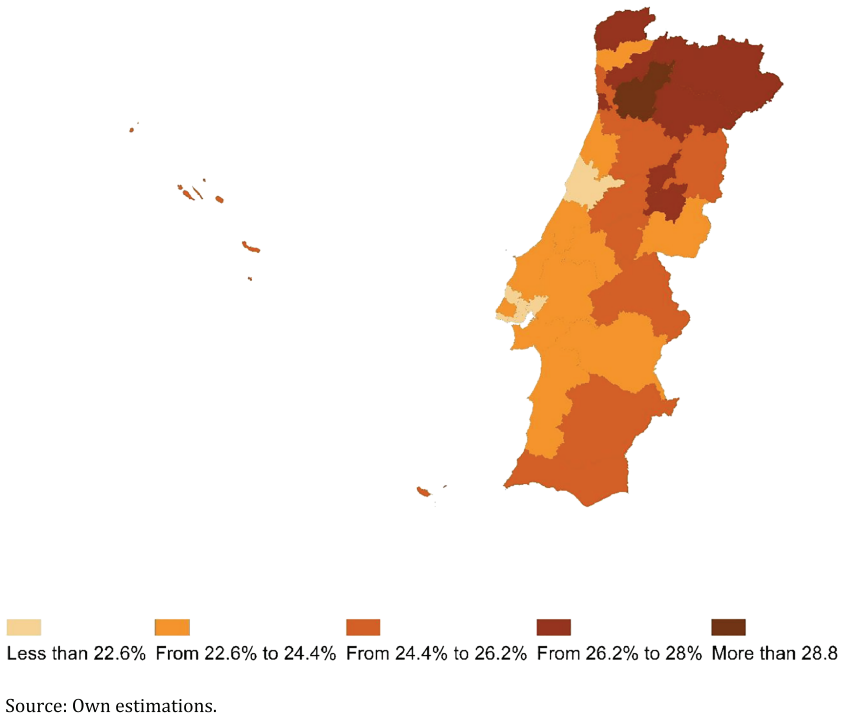 Less than 22.6% From 22.6% to 24.4% From 24.4% to 26.2% From 26.2% to 28% More than 28.8
Source: Own estimations.